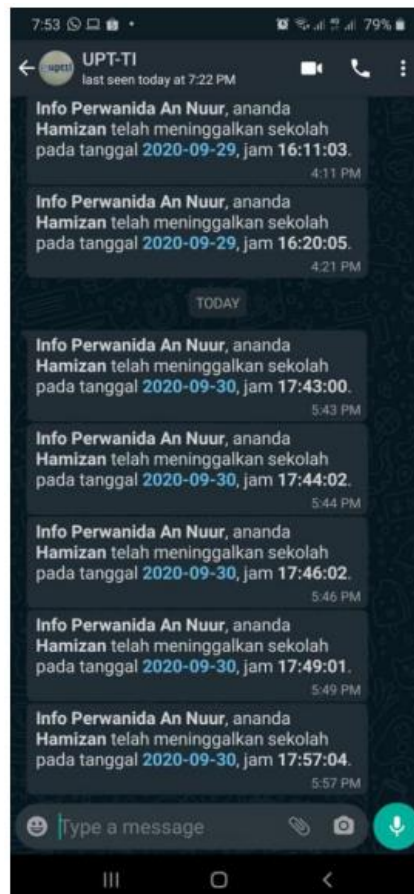 7:53
79%
UPT-TI
last seen today at 7:22 PM
Info Perwanida An Nuur, ananda
Hamizan telah meninggalkan sekolah
pada tanggal 2020-09-29, jam 16:11:03.
4:11 PM
Info Perwanida An Nuur, ananda
Hamizan telah meninggalkan sekolah
pada tanggal 2020-09-29, jam 16:20:05.
4:21 PM
TODAY
Info Perwanida An Nuur, ananda
Hamizan telah meninggalkan sekolah
pada tanggal 2020-09-30, jam 17:43:00.
5:43 PM
Info Perwanida An Nuur, ananda
Hamizan telah meninggalkan sekolah
pada tanggal 2020-09-30, jam 17:44:02.
5:44 PM
Info Perwanida An Nuur, ananda
Hamizan telah meninggalkan sekolah
pada tanggal 2020-09-30, jam 17:46:02.
5:46 PM
Info Perwanida An Nuur, ananda
Hamizan telah meninggalkan sekolah
pada tanggal 2020-09-30, jam 17:49:01.
5:49 PM
Info Perwanida An Nuur, ananda
Hamizan telah meninggalkan sekolah
pada tanggal 2020-09-30, jam 17:57:04.
5:57 PM
Type a message